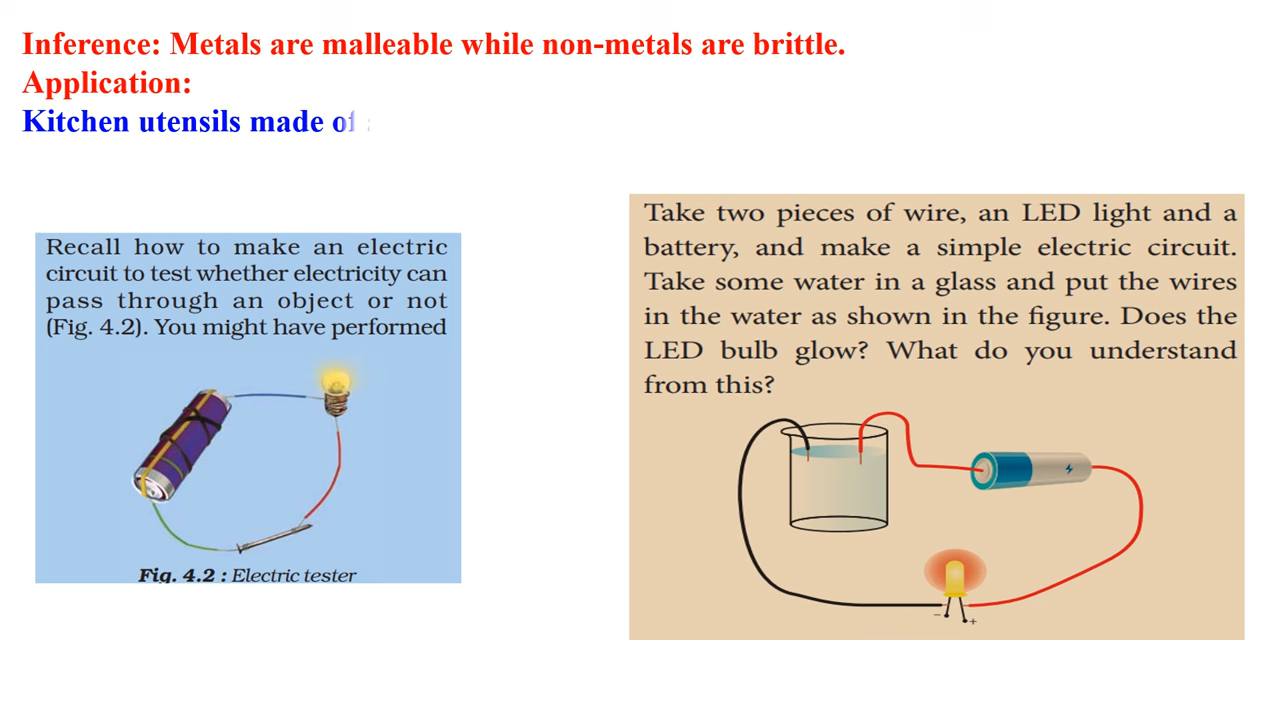 Inference: Metals are malleable while non-metals are brittle.
Application:
Kitchen utensils made of
Recall how to make an electric
circuit to test whether electricity can
pass through an object or not
(Fig. 4.2). You might have performed
Fig. 4.2 : Electric tester
Take two pieces of wire, an LED light and a
battery, and make a simple electric circuit.
Take some water in a glass and put the wires
in the water as shown in the figure. Does the
LED bulb glow? What do you understand
from this?
− +